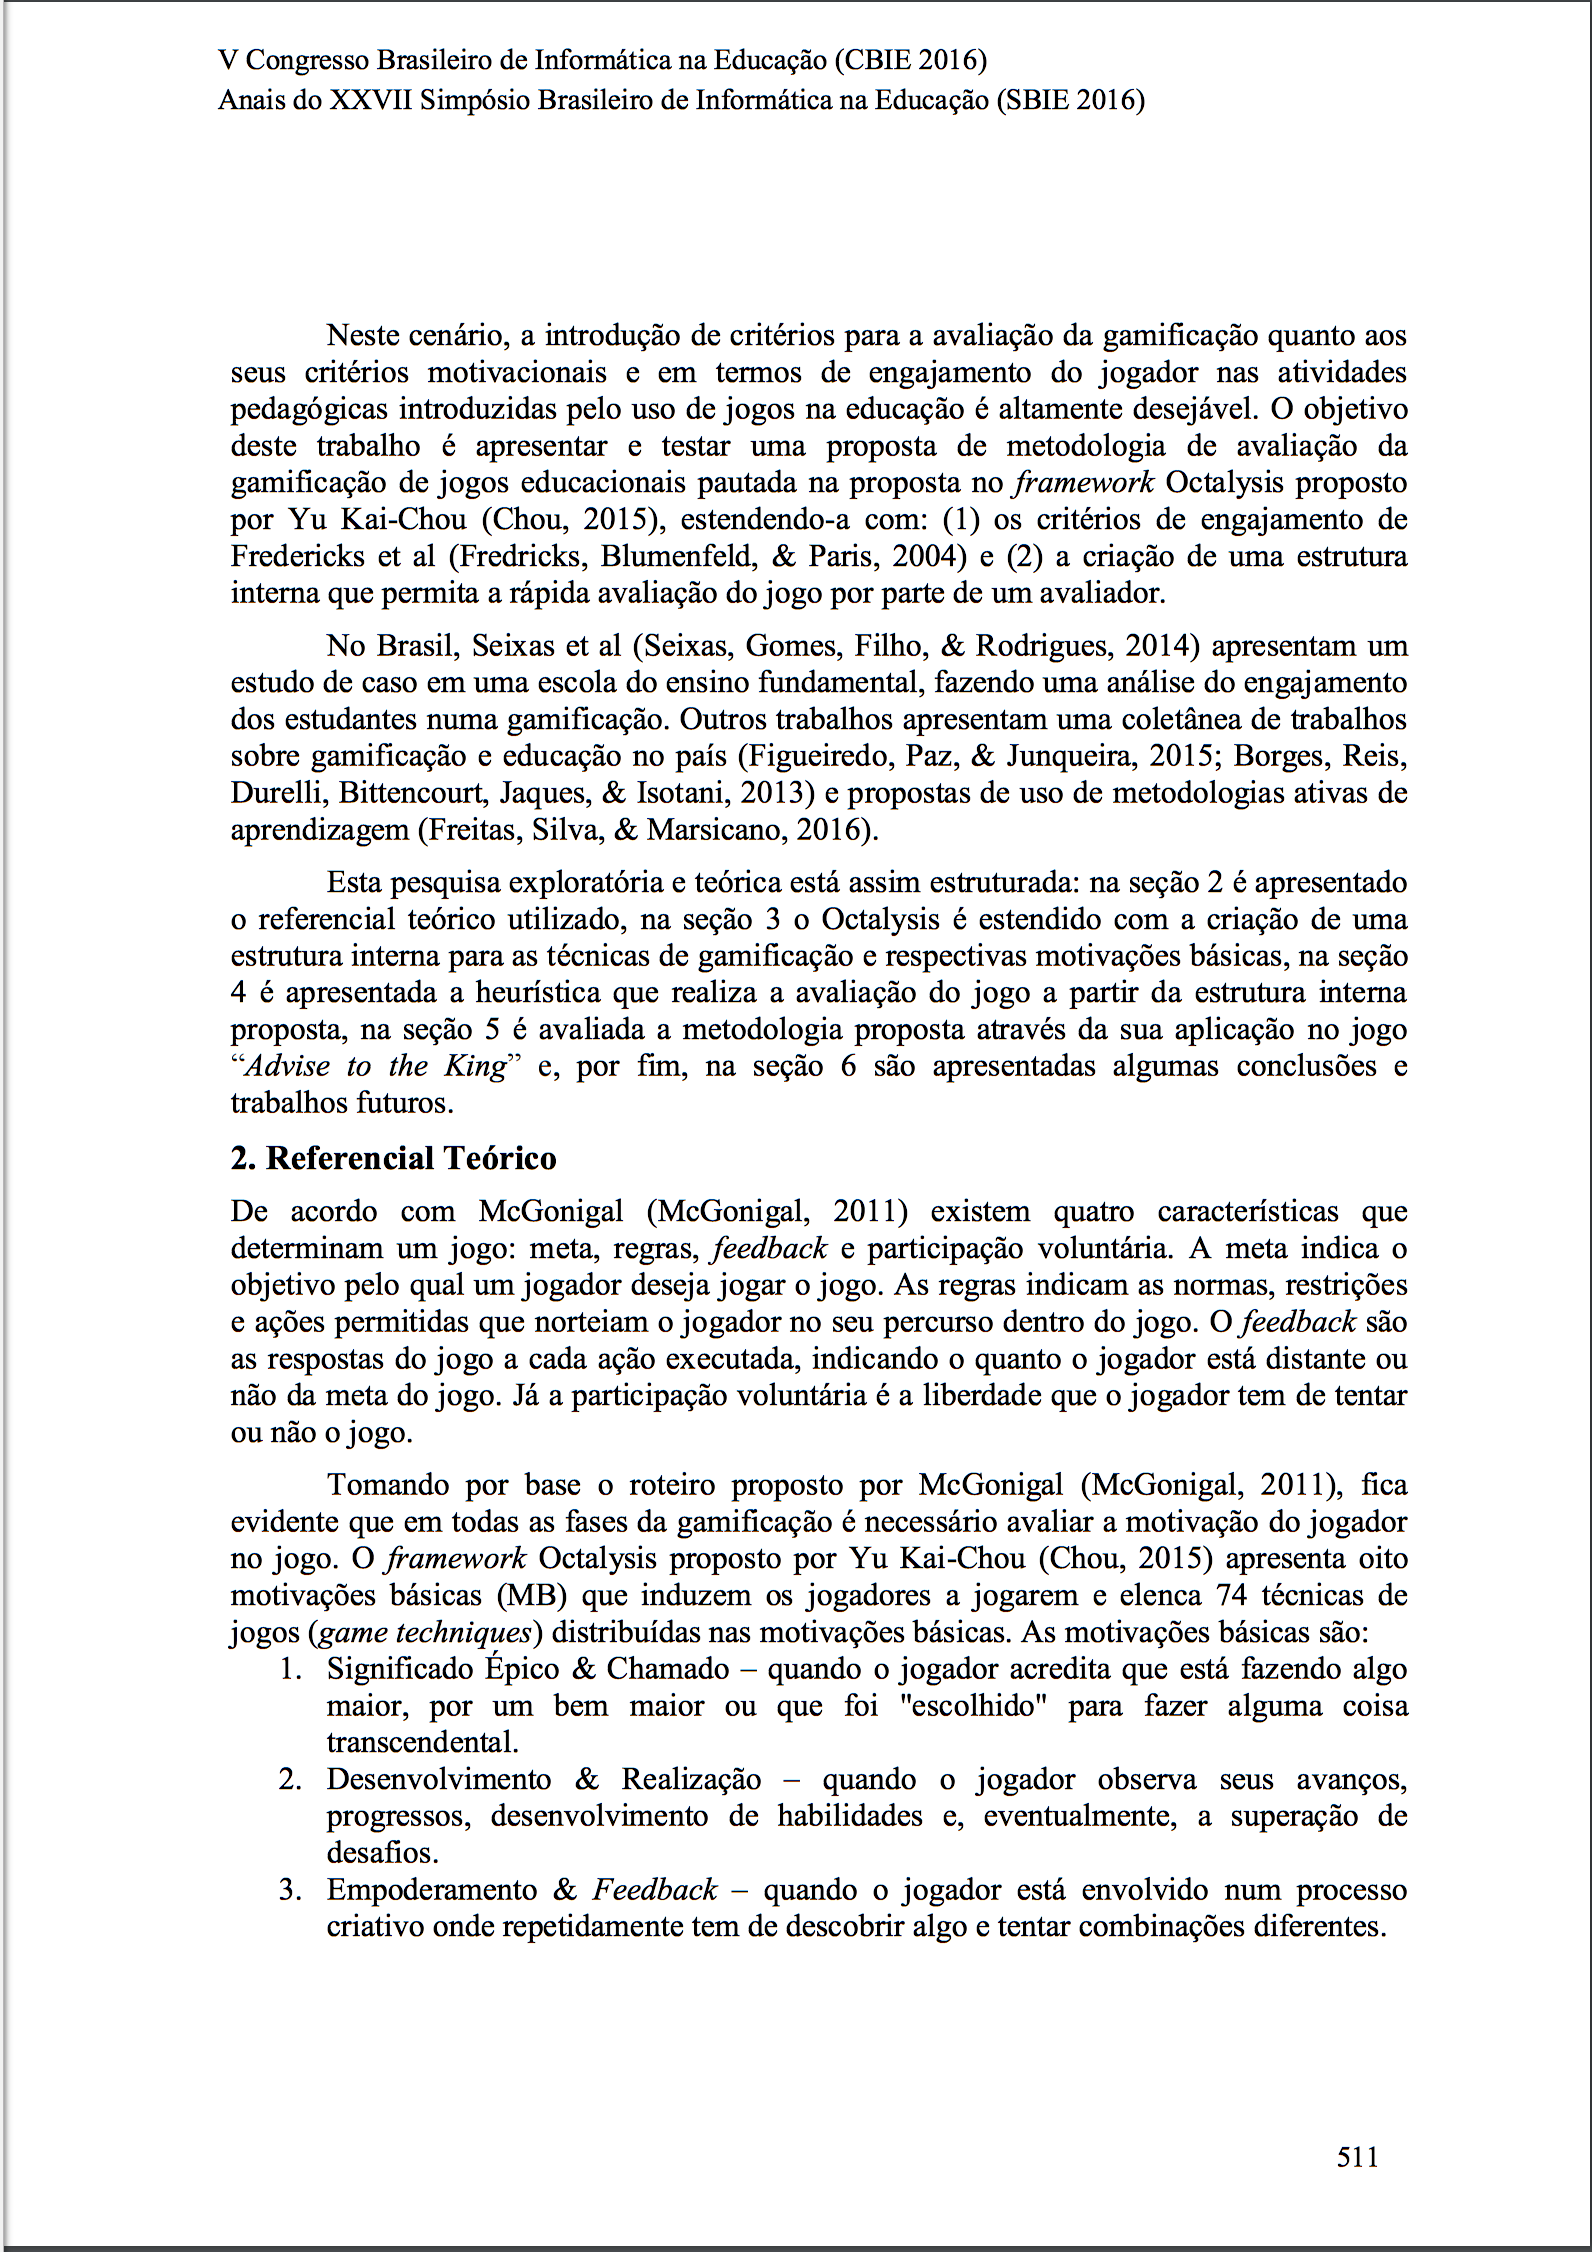 V Congresso Brasileiro de Informática na Educação (CBIE 2016)
Anais do XXVII Simpósio Brasileiro de Informática na Educação (SBIE 2016)
Neste cenário, a introdução de critérios para a avaliação da gamificação quanto aos
seus critérios motivacionais e em termos de engajamento do jogador nas atividades
pedagógicas introduzidas pelo uso de jogos na educação é altamente desejável. O objetivo
deste trabalho é apresentar e testar uma proposta de metodologia de avaliação da
gamificação de jogos educacionais pautada na proposta no framework Octalysis proposto
por Yu Kai-Chou (Chou, 2015), estendendo-a com: (1) os critérios de engajamento de
Fredericks et al (Fredricks, Blumenfeld, & Paris, 2004) e (2) a criação de uma estrutura
interna que permita a rápida avaliação do jogo por parte de um avaliador.
No Brasil, Seixas et al (Seixas, Gomes, Filho, & Rodrigues, 2014) apresentam um
estudo de caso em uma escola do ensino fundamental, fazendo uma análise do engajamento
dos estudantes numa gamificação. Outros trabalhos apresentam uma coletânea de trabalhos
sobre gamificação e educação no país (Figueiredo, Paz, & Junqueira, 2015; Borges, Reis,
Durelli, Bittencourt, Jaques, & Isotani, 2013) e propostas de uso de metodologias ativas de
aprendizagem (Freitas, Silva, & Marsicano, 2016).
Esta pesquisa exploratória e teórica está assim estruturada: na seção 2 é apresentado
o referencial teórico utilizado, na seção 3 o Octalysis é estendido com a criação de uma
estrutura interna para as técnicas de gamificação e respectivas motivações básicas, na seção
4 é apresentada a heurística que realiza a avaliação do jogo a partir da estrutura interna
proposta, na seção 5 é avaliada a metodologia proposta através da sua aplicação no jogo
“Advise to the King” e, por fim, na seção 6 são apresentadas algumas conclusões e
trabalhos futuros.
2. Referencial Teórico
De acordo com McGonigal (McGonigal, 2011) existem quatro características que
determinam um jogo: meta, regras, feedback e participação voluntária. A meta indica o
objetivo pelo qual um jogador deseja jogar o jogo. As regras indicam as normas, restrições
e ações permitidas que norteiam o jogador no seu percurso dentro do jogo. O feedback são
as respostas do jogo a cada ação executada, indicando o quanto o jogador está distante ou
não da meta do jogo. Já a participação voluntária é a liberdade que o jogador tem de tentar
ou não o jogo.
Tomando por base o roteiro proposto por McGonigal (McGonigal, 2011), fica
evidente que em todas as fases da gamificação é necessário avaliar a motivação do jogador
no jogo. O framework Octalysis proposto por Yu Kai-Chou (Chou, 2015) apresenta oito
motivações básicas (MB) que induzem os jogadores a jogarem e elenca 74 técnicas de
jogos (game techniques) distribuídas nas motivações básicas. As motivações básicas são:
1. Significado Épico & Chamado – quando o jogador acredita que está fazendo algo
maior, por um bem maior ou que foi "escolhido" para fazer alguma coisa
transcendental.
2. Desenvolvimento & Realização – quando o jogador observa seus avanços,
progressos, desenvolvimento de habilidades e, eventualmente, a superação de
desafios.
3. Empoderamento & Feedback – quando o jogador está envolvido num processo
criativo onde repetidamente tem de descobrir algo e tentar combinações diferentes.
511